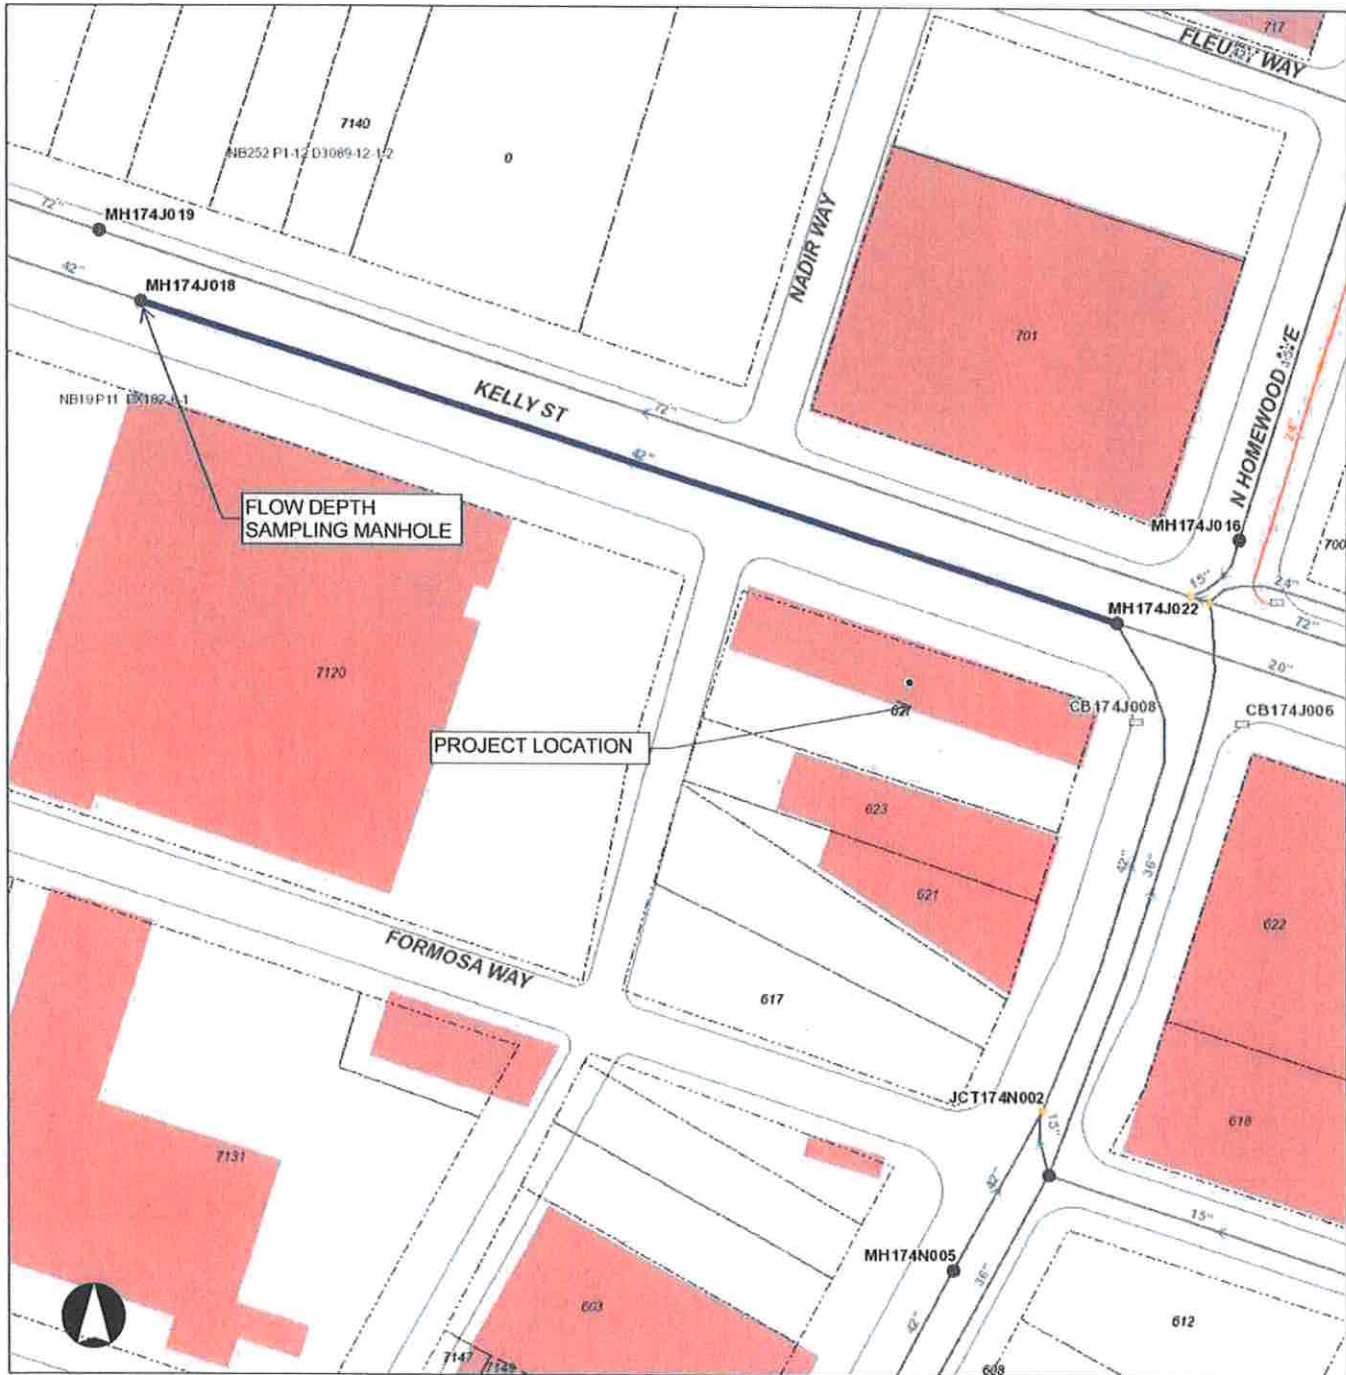 717
FLEURY WAY
7140
NB252 P1-12 D3089-12-1-2
0
72"
MH174J019
42"
MH174J018
NADIR WAY
701
N HOMEWOOD AVE
24"
KELLY ST
72"
42"
FLOW DEPTH
SAMPLING MANHOLE
MH174J016
700
15"
24"
MH174J022
72"
20"
7120
CB174J008
CB174J006
PROJECT LOCATION
623
621
42"
36"
622
FORMOSA WAY
617
JCT174N002
15"
618
7131
42"
15"
MH174N005
36"
603
612
42"
7147
7149
608